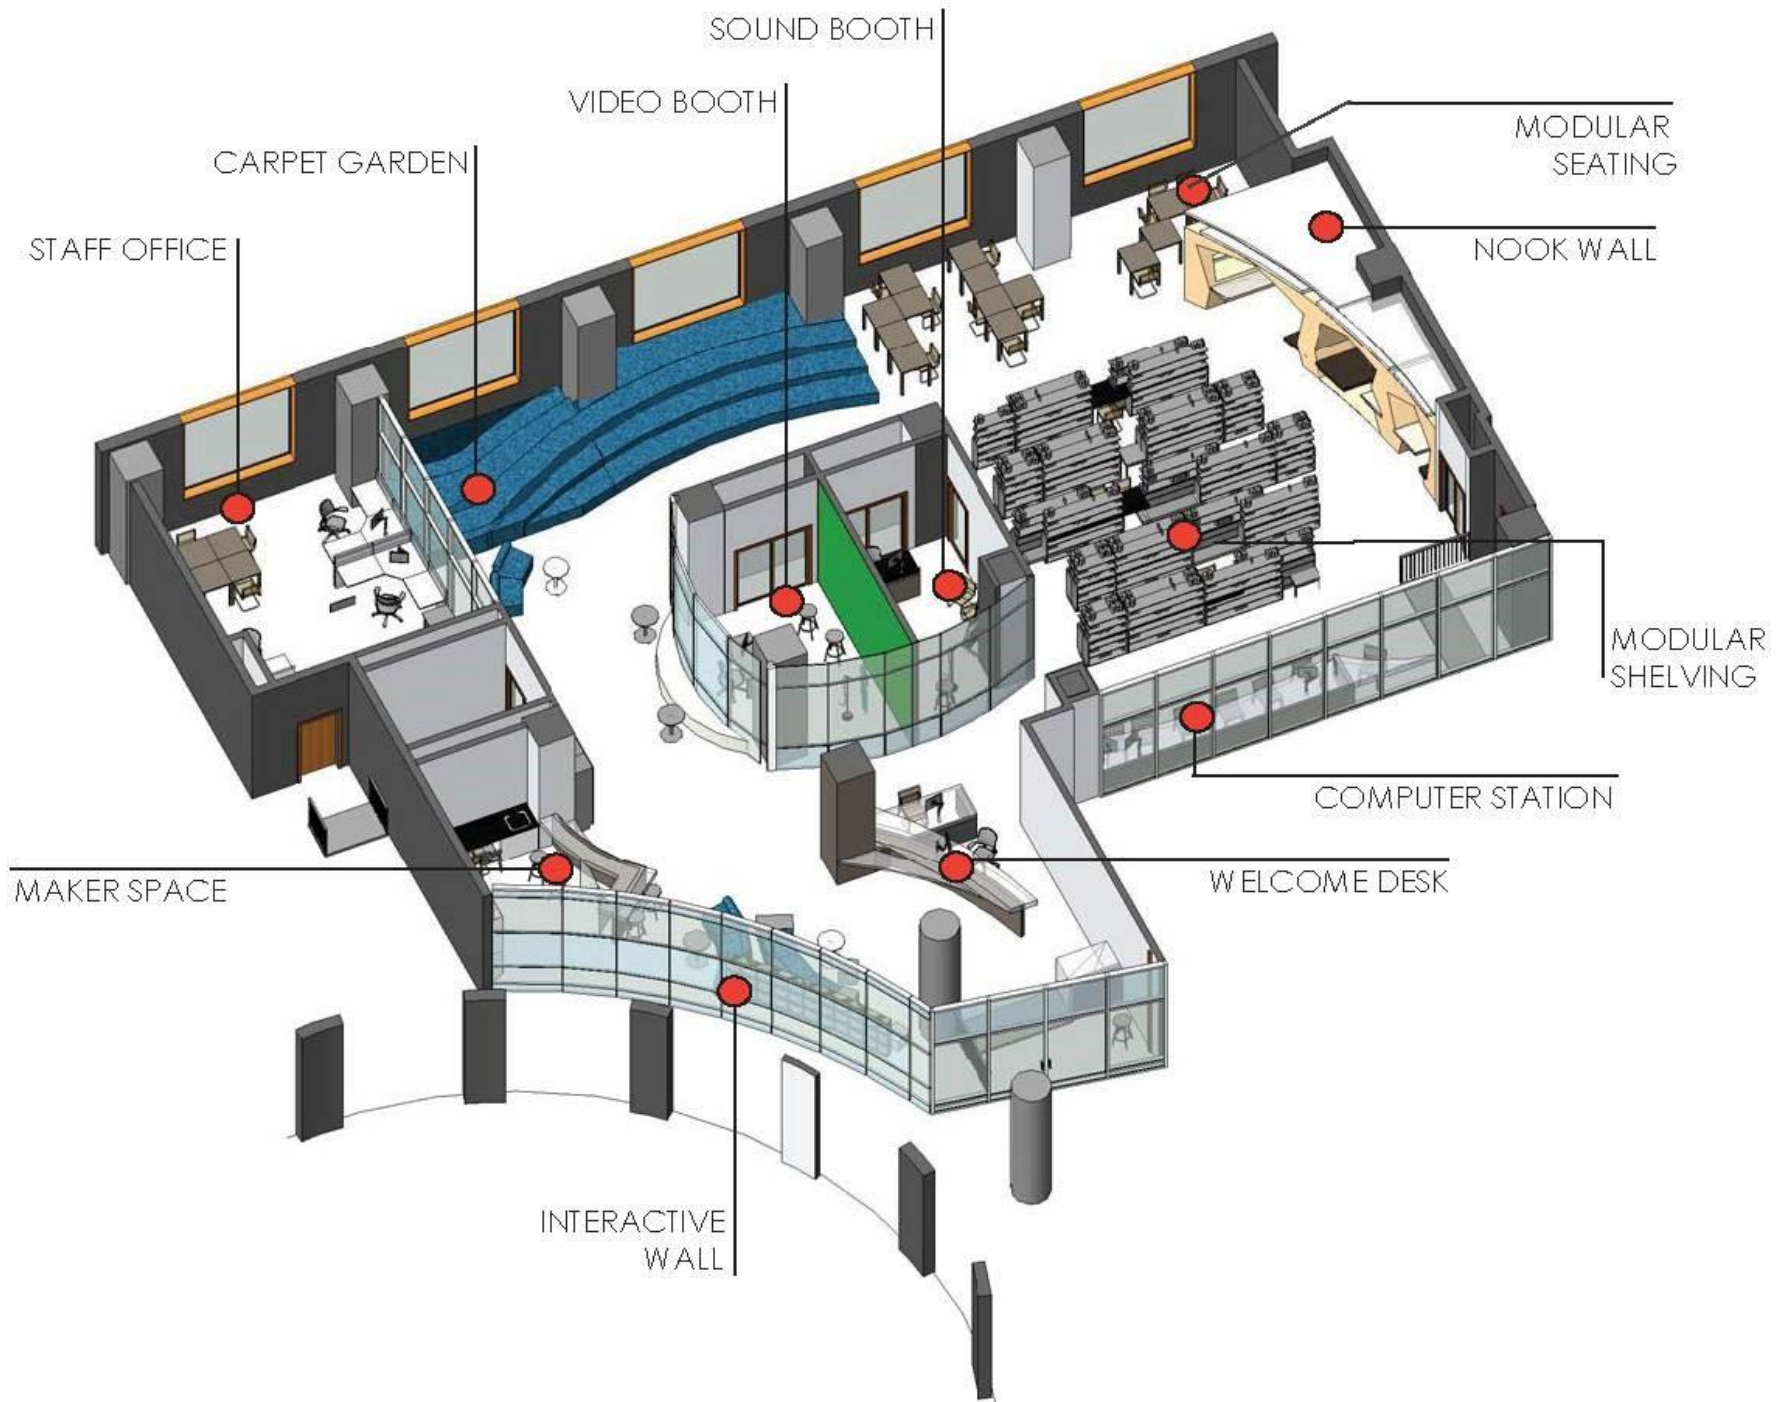 SOUND BOOTH
VIDEO BOOTH
MODULAR
SEATING
CARPET GARDEN
STAFF OFFICE
NOOK WALL
MODULAR
SHELVING
COMPUTER STATION
MAKER SPACE
WELCOME DESK
INTERACTIVE
WALL